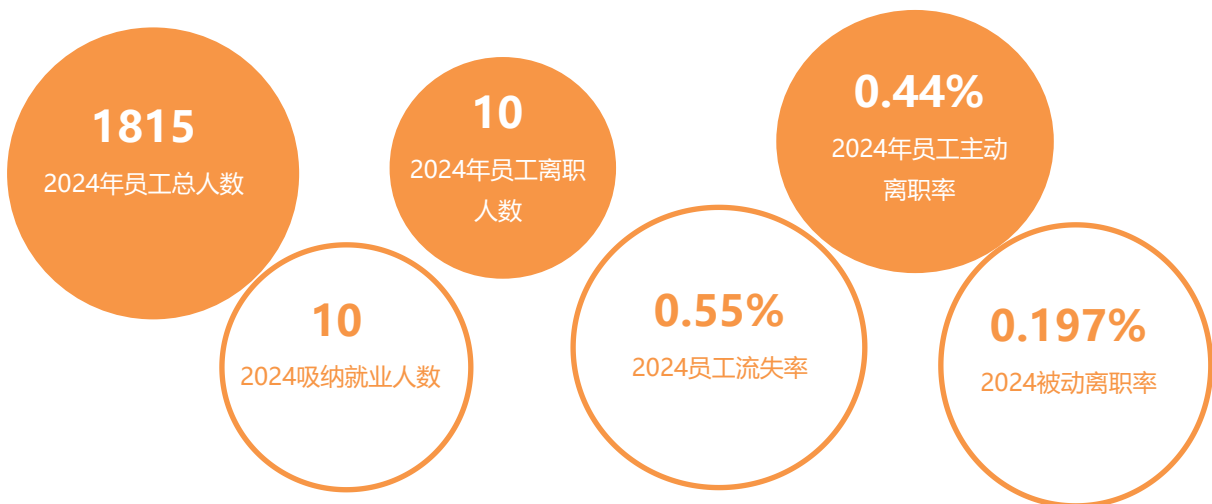 1815
2024年员工总人数
10
2024年员工离职
人数
0.44%
2024年员工主动
离职率
10
2024吸纳就业人数
0.55%
2024员工流失率
0.197%
2024被动离职率